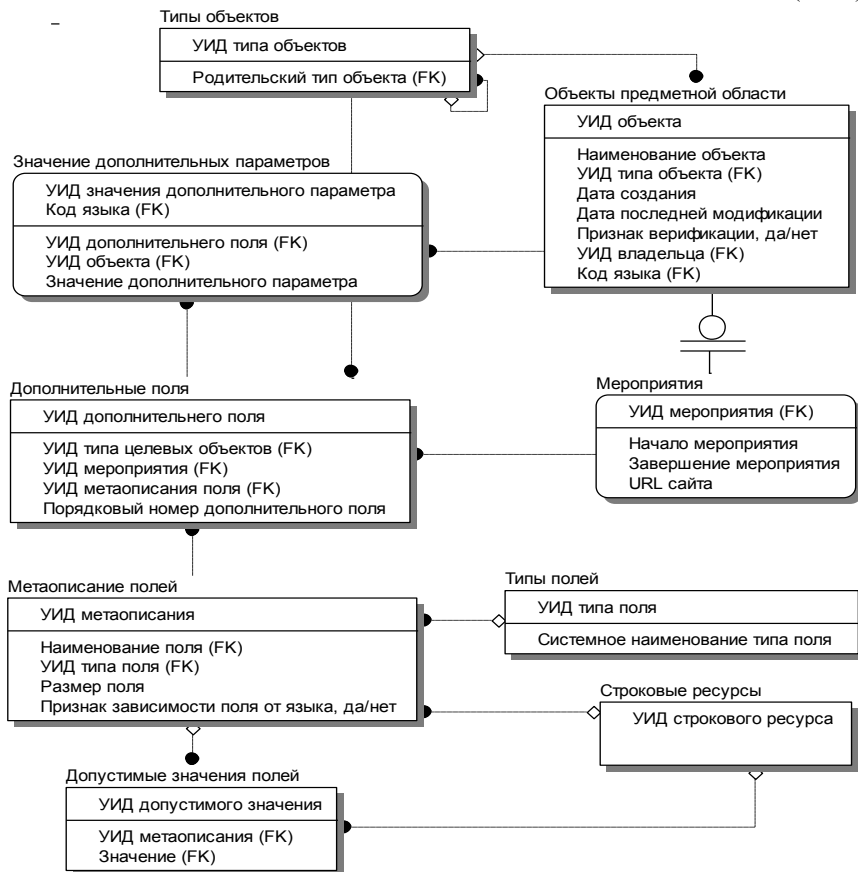 Типы объектов
УИД типа объектов
Родительский тип объекта (FK)
Объекты предметной области
УИД объекта
Наименование объекта
УИД типа объекта (FK)
Дата создания
Дата последней модификации
Признак верификации, да/нет
УИД владельца (FK)
Код языка (FK)
Значение дополнительных параметров
УИД значения дополнительного параметра
Код языка (FK)
УИД дополнительнего поля (FK)
УИД объекта (FK)
Значение дополнительного параметра
Дополнительные поля
УИД дополнительнего поля
УИД типа целевых объектов (FK)
УИД мероприятия (FK)
УИД метаописания поля (FK)
Порядковый номер дополнительного поля
Мероприятия
УИД мероприятия (FK)
Начало мероприятия
Завершение мероприятия
URL сайта
Метаописание полей
УИД метаописания
Наименование поля (FK)
УИД типа поля (FK)
Размер поля
Признак зависимости поля от языка, да/нет
Типы полей
УИД типа поля
Системное наименование типа поля
Строковые ресурсы
УИД строкового ресурса
Допустимые значения полей
УИД допустимого значения
УИД метаописания (FK)
Значение (FK)